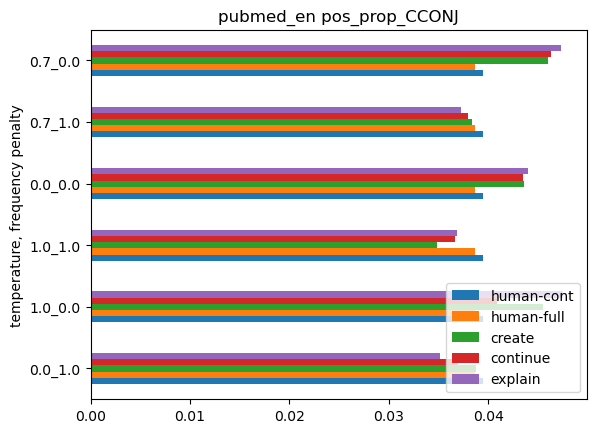 pubmed_en pos_prop_CCONJ
temperature, frequency penalty
0.7_0.0
0.7_1.0
0.0_0.0
1.0_1.0
1.0_0.0
0.0_1.0
human-cont
human-full
create
continue
explain
0.00 0.01 0.02 0.03 0.04